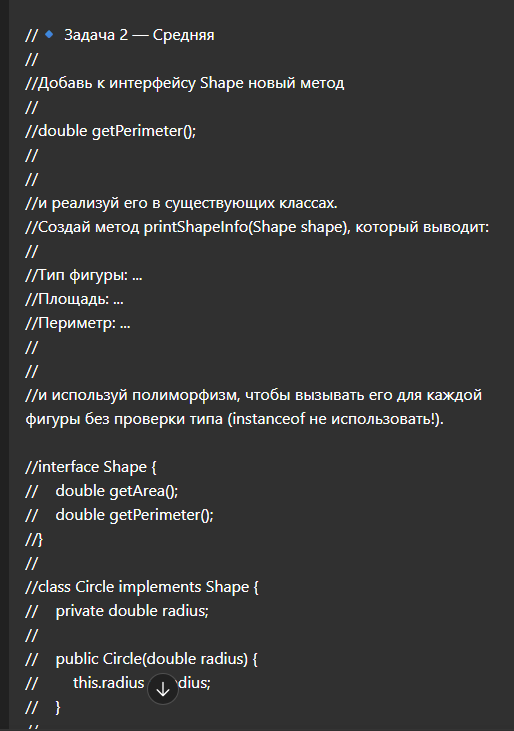 //🔹 Задача 2 — Средняя
//
//Добавь к интерфейсу Shape новый метод
//
//double getPerimeter();
//
//
//и реализуй его в существующих классах.
//Создай метод printShapeInfo(Shape shape), который выводит:
//
//Тип фигуры: ...
//Площадь: ...
//Периметр: ...
//
//
//и используй полиморфизм, чтобы вызывать его для каждой
фигуры без проверки типа (instanceof не использовать!).
//interface Shape {
//    double getArea();
//    double getPerimeter();
//}
//
//class Circle implements Shape {
//    private double radius;
//
//    public Circle(double radius) {
//        this.radius
//    }